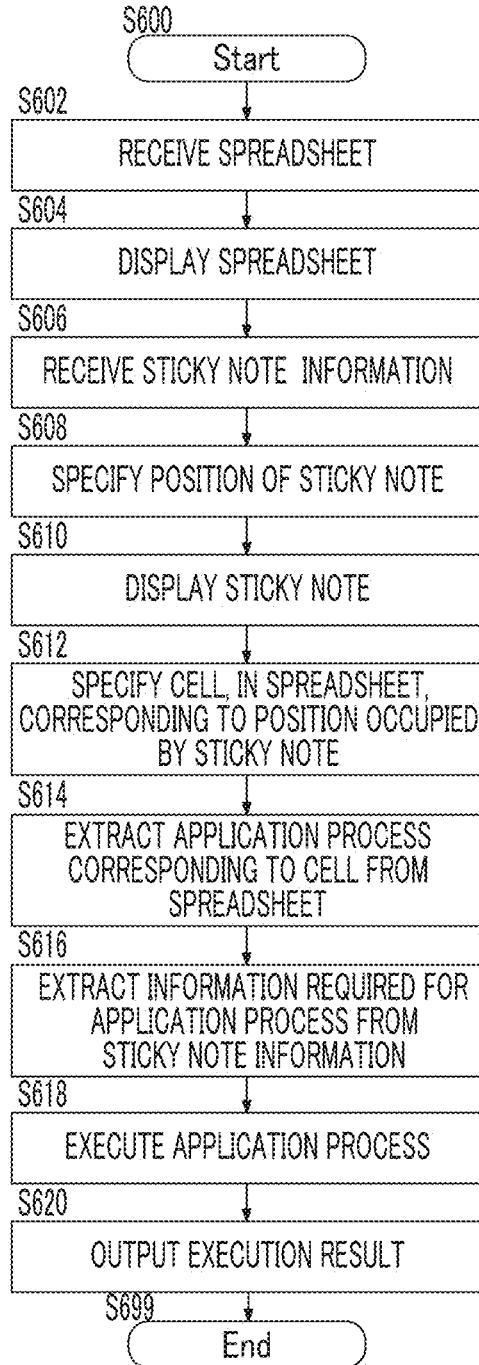 S600
Start
S602
RECEIVE SPREADSHEET
S604
DISPLAY SPREADSHEET
S606
RECEIVE STICKY NOTE INFORMATION
S608
SPECIFY POSITION OF STICKY NOTE
S610
DISPLAY STICKY NOTE
S612
SPECIFY CELL, IN SPREADSHEET,
CORRESPONDING TO POSITION OCCUPIED
BY STICKY NOTE
S614
EXTRACT APPLICATION PROCESS
CORRESPONDING TO CELL FROM
SPREADSHEET
S616
EXTRACT INFORMATION REQUIRED FOR
APPLICATION PROCESS FROM
STICKY NOTE INFORMATION
S618
EXECUTE APPLICATION PROCESS
S620
OUTPUT EXECUTION RESULT
S699
End